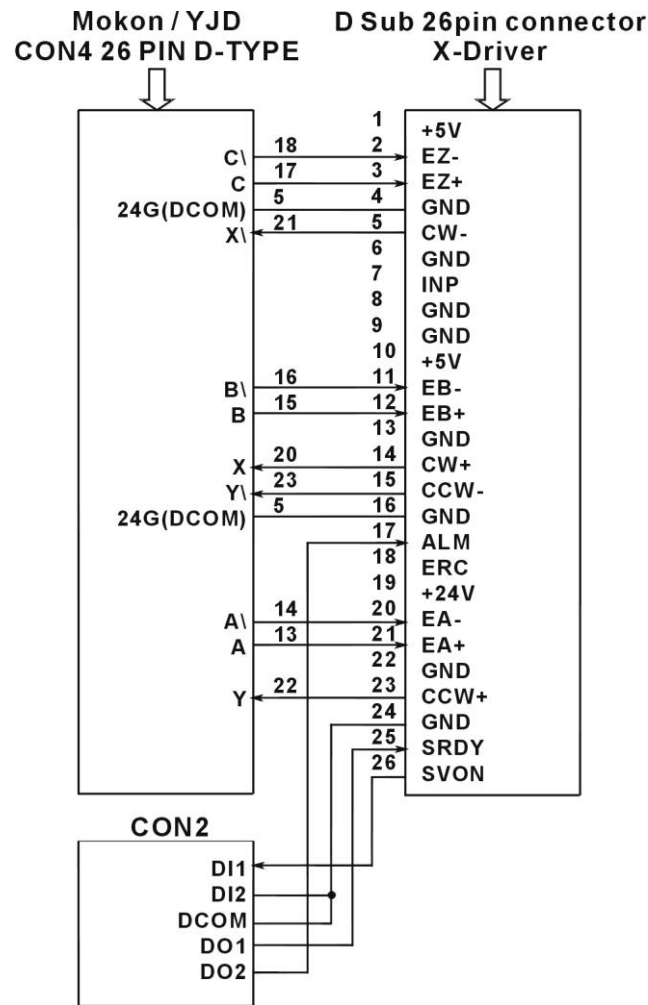 Mokon / YJD
CON4 26 PIN D-TYPE
D Sub 26pin connector
X-Driver
1 +5V
C\ 18 2 EZ-
C 17 3 EZ+
24G(DCOM) 5 4 GND
X\ 21 5 CW-
6 GND
7 INP
8 GND
9 GND
10 +5V
B\ 16 11 EB-
B 15 12 EB+
13 GND
X 20 14 CW+
Y\ 23 15 CCW-
24G(DCOM) 5 16 GND
17 ALM
18 ERC
19 +24V
A\ 14 20 EA-
A 13 21 EA+
22 GND
Y 22 23 CCW+
24 GND
25 SRDY
26 SVON
CON2
DI1
DI2
DCOM
DO1
DO2